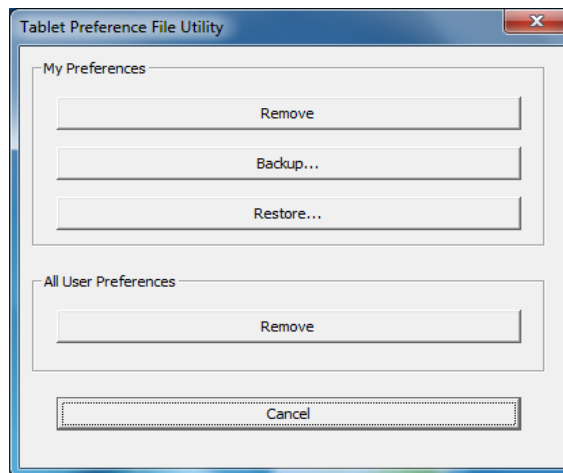 Tablet Preference File Utility
My Preferences
Remove
Backup...
Restore...
All User Preferences
Remove
Cancel